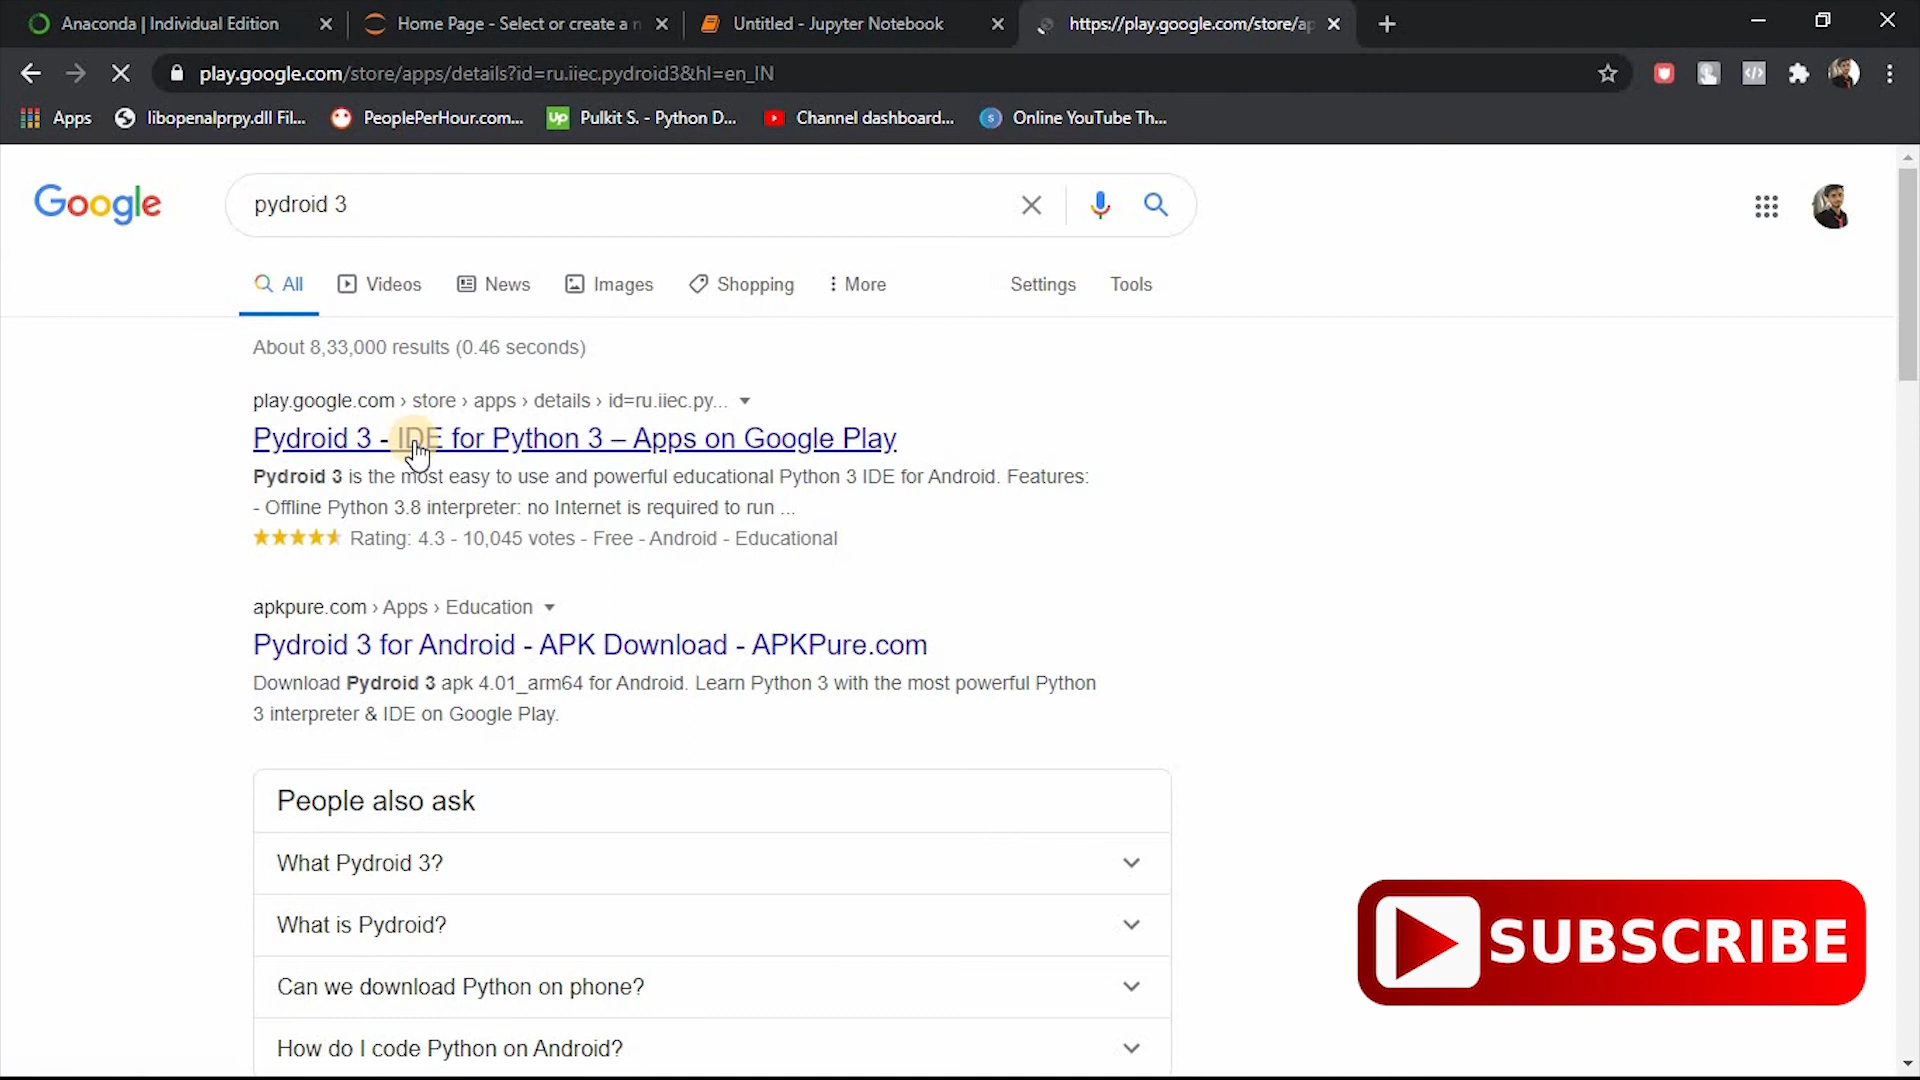 Anaconda | Individual Edition
Home Page - Select or create a n
Untitled - Jupyter Notebook
https://play.google.com/store/ap
play.google.com/store/apps/details?id=ru.iiec.pydroid3&hl=en_IN
Apps
libopenalprpy.dll Fil...
PeoplePerHour.com...
Up
Pulkit S. - Python D...
Channel dashboard...
S
Online YouTube Th...
Google
pydroid 3
All
Videos
News
Images
Shopping
More
Settings
Tools
About 8,33,000 results (0.46 seconds)
play.google.com › store › apps › details › id=ru.iiec.py...
Pydroid 3 - IDE for Python 3 – Apps on Google Play
Pydroid 3 is the most easy to use and powerful educational Python 3 IDE for Android. Features:
- Offline Python 3.8 interpreter: no Internet is required to run ...
Rating: 4.3 - 10,045 votes - Free - Android - Educational
apkpure.com › Apps › Education
Pydroid 3 for Android - APK Download - APKPure.com
Download Pydroid 3 apk 4.01_arm64 for Android. Learn Python 3 with the most powerful Python
3 interpreter & IDE on Google Play.
People also ask
What Pydroid 3?
What is Pydroid?
Can we download Python on phone?
How do I code Python on Android?
SUBSCRIBE